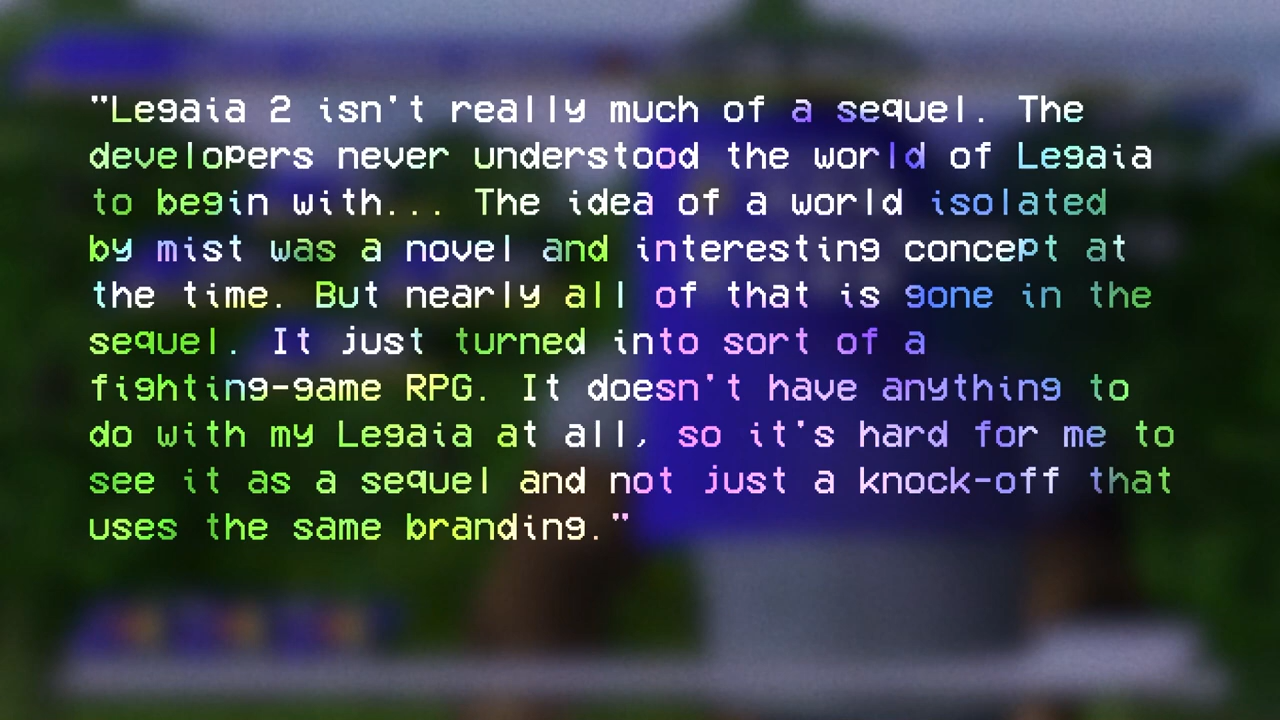 "Legaia 2 isn't really much of a sequel. The
developers never understood the world of Legaia
to begin with... The idea of a world isolated
by mist was a novel and interesting concept at
the time. But nearly all of that is gone in the
sequel. It just turned into sort of a
fighting-game RPG. It doesn't have anything to
do with my Legaia at all, so it's hard for me to
see it as a sequel and not just a knock-off that
uses the same branding."